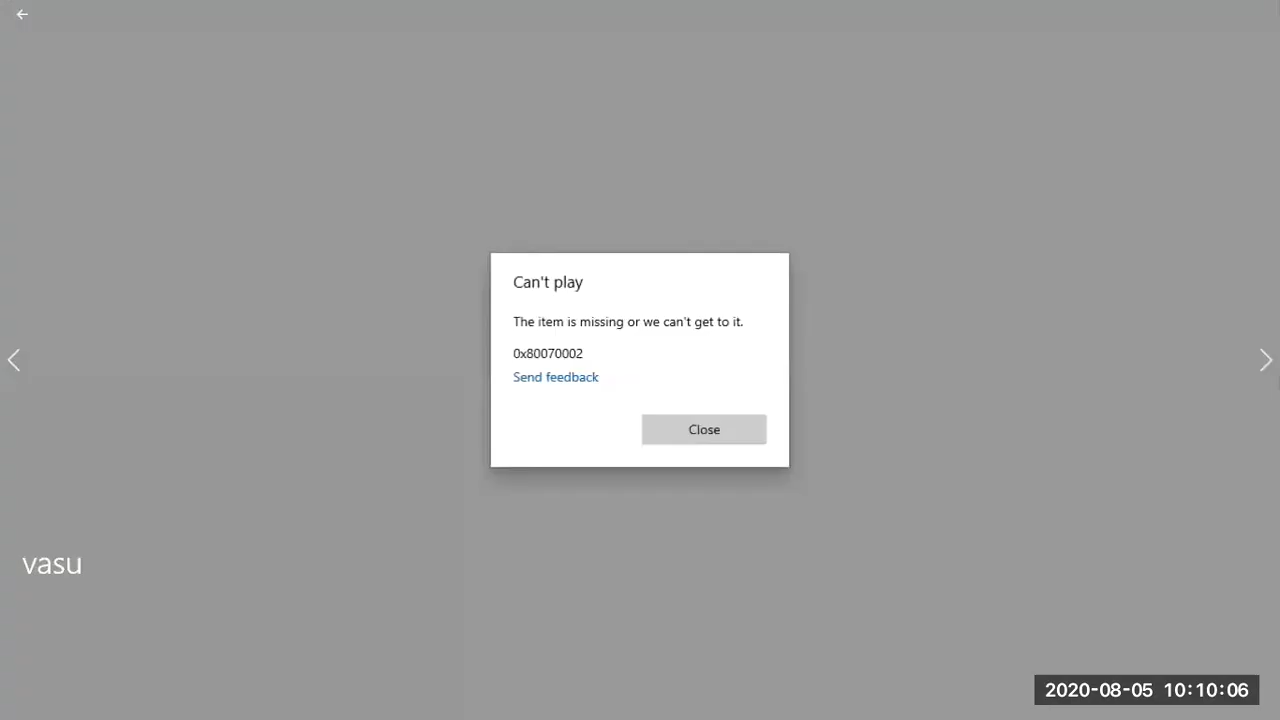 Can't play
The item is missing or we can't get to it.
0x80070002
Send feedback
Close
vasu
2020-08-05 10:10:06